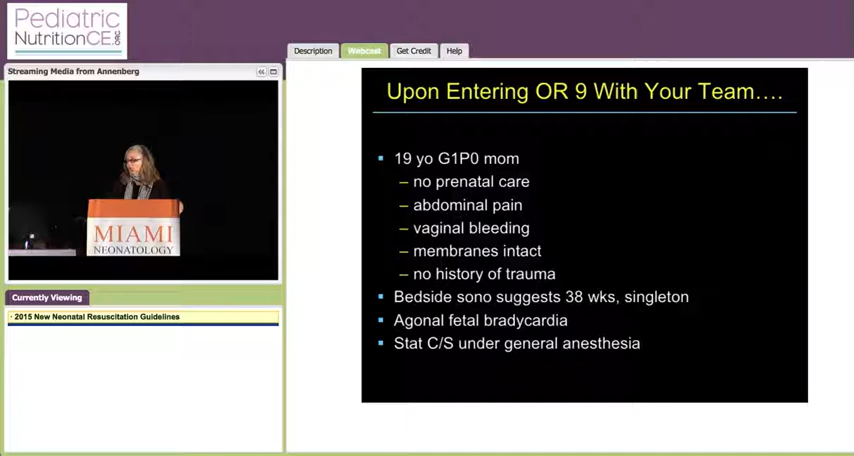 Pediatric
NutritionCE.ORG
Description
Webcast
Get Credit
Help
Streaming Media from Annenberg
MIAMI
NEONATOLOGY
Currently Viewing
· 2015 New Neonatal Resuscitation Guidelines
Upon Entering OR 9 With Your Team….
▪ 19 yo G1P0 mom
– no prenatal care
– abdominal pain
– vaginal bleeding
– membranes intact
– no history of trauma
▪ Bedside sono suggests 38 wks, singleton
▪ Agonal fetal bradycardia
▪ Stat C/S under general anesthesia